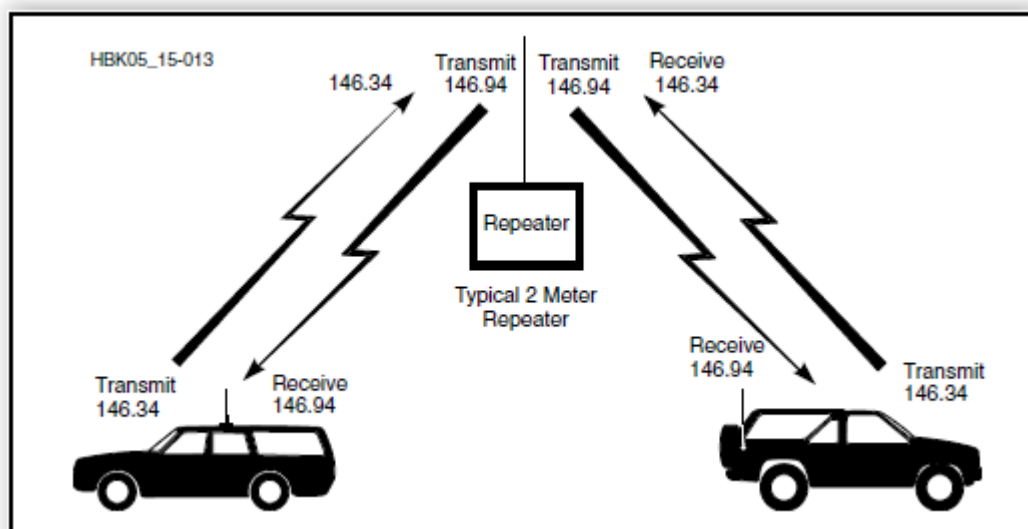 HBK05_15-013
146.34
Transmit
146.94
Transmit
146.94
Receive
146.34
Repeater
Typical 2 Meter
Repeater
Transmit
146.34
Receive
146.94
Receive
146.94
Transmit
146.34